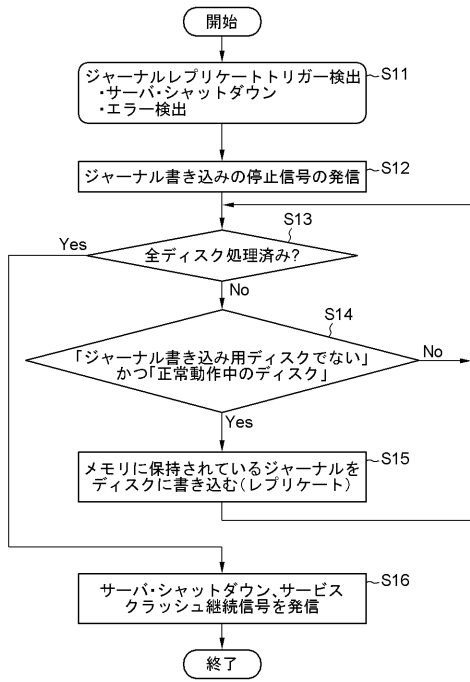 開始
ジャーナルレプリケートトリガー検出
・サーバ・シャットダウン
・エラー検出
S11
ジャーナル書き込みの停止信号の発信
S12
S13
Yes
全ディスク処理済み?
No
S14
「ジャーナル書き込み用ディスクでない」
かつ「正常動作中のディスク」
No
Yes
メモリに保持されているジャーナルを
ディスクに書き込む(レプリケート)
S15
サーバ・シャットダウン、サービス
クラッシュ継続信号を発信
S16
終了